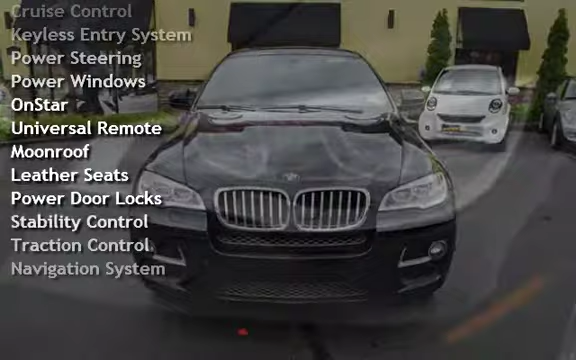 Cruise Control
Keyless Entry System
Power Steering
Power Windows
OnStar
Universal Remote
Moonroof
Leather Seats
Power Door Locks
Stability Control
Traction Control
Navigation System